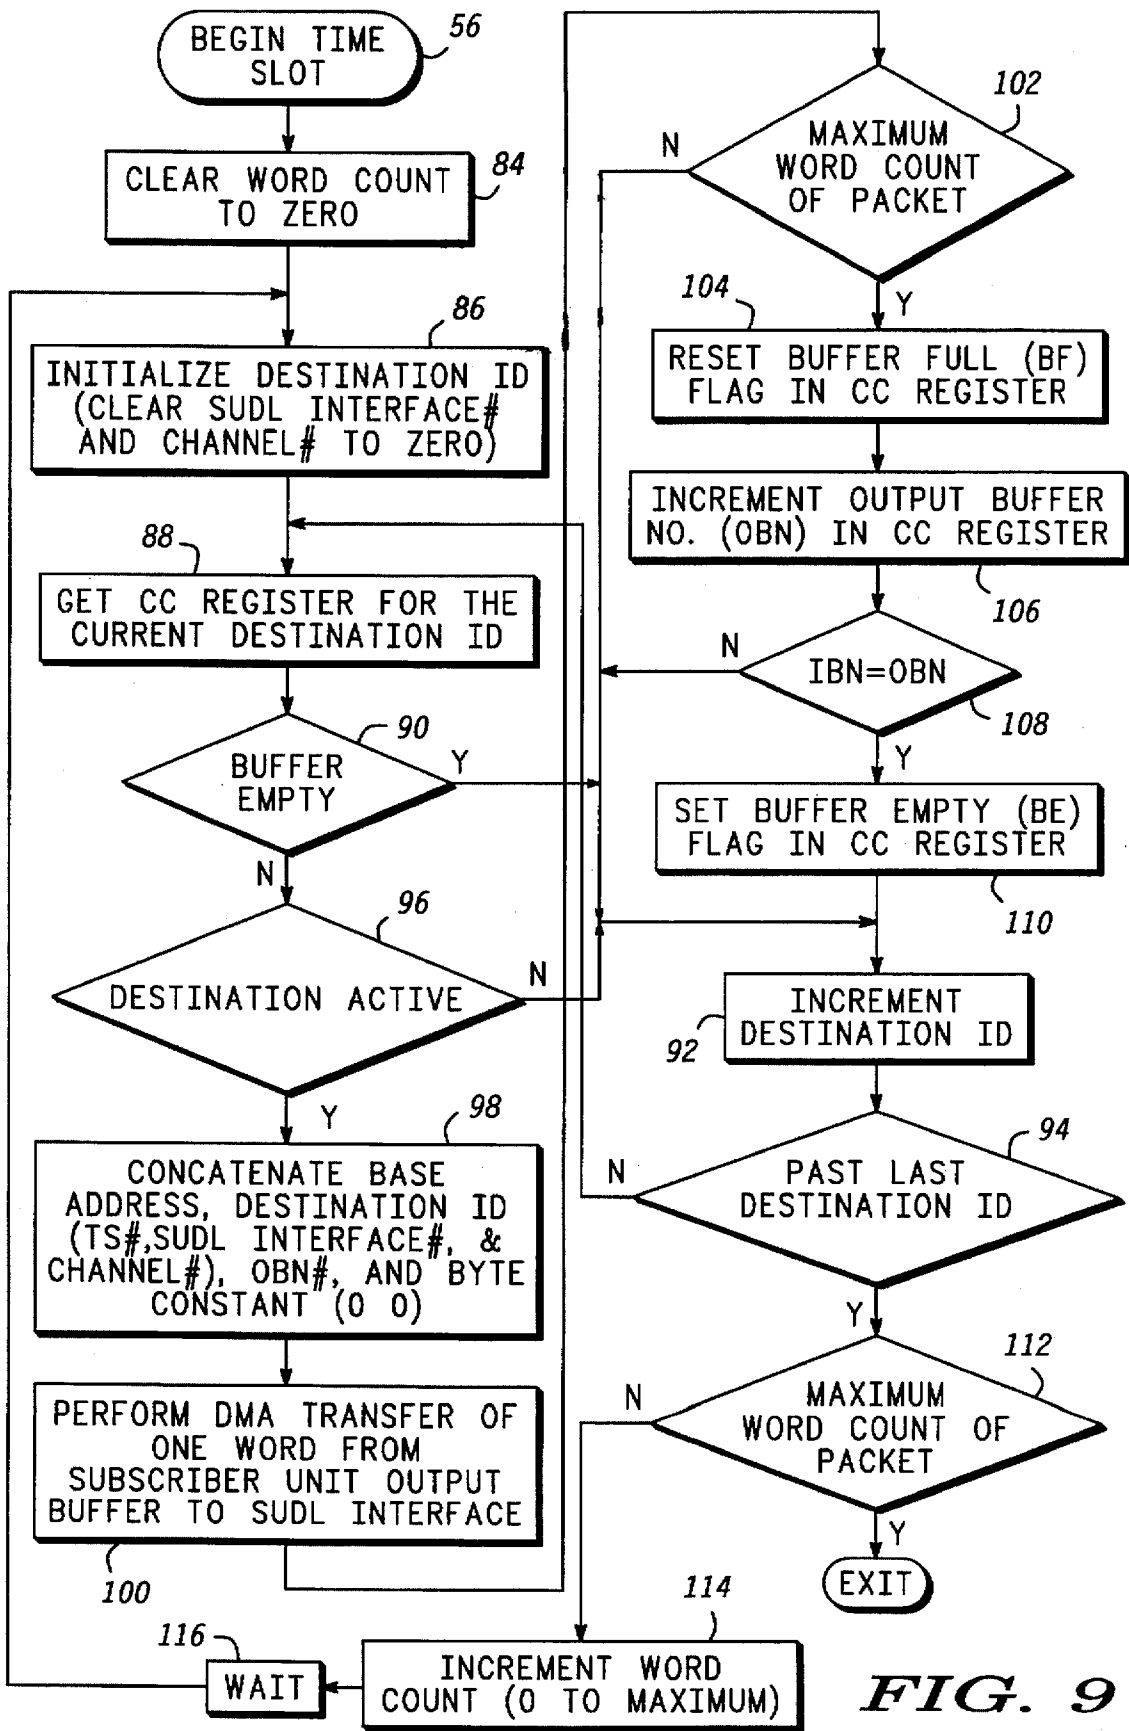 BEGIN TIME
SLOT
56
CLEAR WORD COUNT
TO ZERO
84
INITIALIZE DESTINATION ID
(CLEAR SUDL INTERFACE#
AND CHANNEL# TO ZERO)
86
GET CC REGISTER FOR THE
CURRENT DESTINATION ID
88
BUFFER
EMPTY
90
Y
N
DESTINATION ACTIVE
96
N
Y
CONCATENATE BASE
ADDRESS, DESTINATION ID
(TS#,SUDL INTERFACE#, &
CHANNEL#), OBN#, AND BYTE
CONSTANT (0 0)
98
PERFORM DMA TRANSFER OF
ONE WORD FROM
SUBSCRIBER UNIT OUTPUT
BUFFER TO SUDL INTERFACE
100
MAXIMUM
WORD COUNT
OF PACKET
102
N
Y
RESET BUFFER FULL (BF)
FLAG IN CC REGISTER
104
INCREMENT OUTPUT BUFFER
NO. (OBN) IN CC REGISTER
106
IBN=OBN
108
N
Y
SET BUFFER EMPTY (BE)
FLAG IN CC REGISTER
110
INCREMENT
DESTINATION ID
92
PAST LAST
DESTINATION ID
94
N
Y
MAXIMUM
WORD COUNT OF
PACKET
112
N
Y
EXIT
INCREMENT WORD
COUNT (0 TO MAXIMUM)
114
WAIT
116
FIG. 9